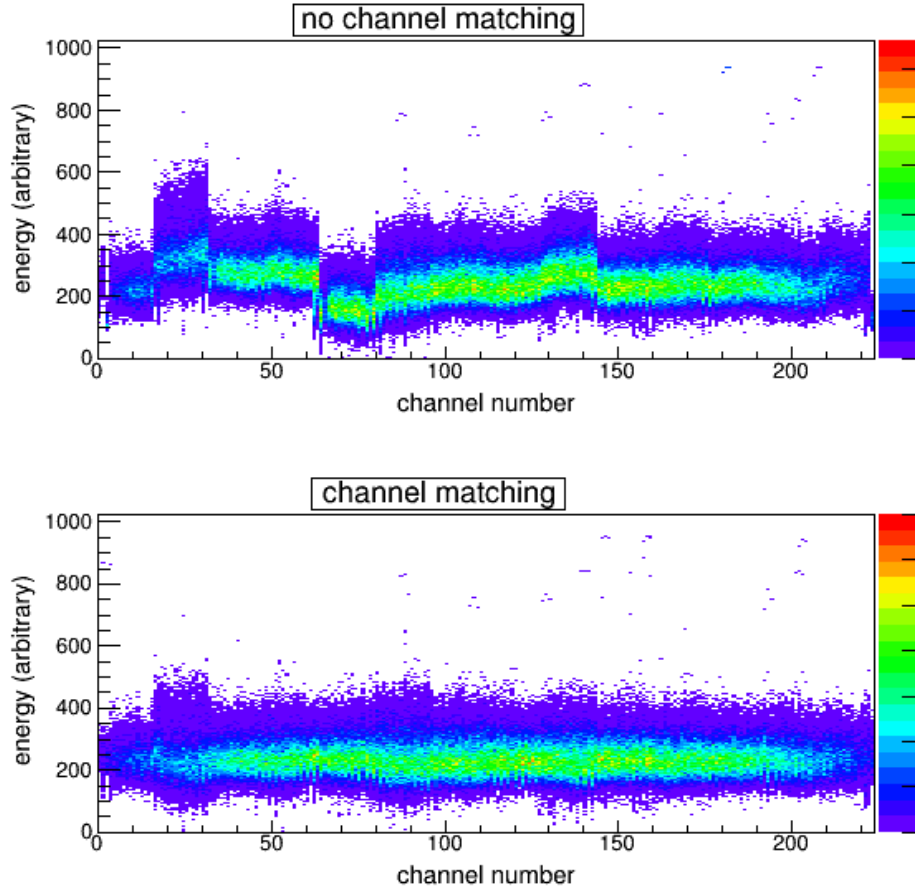 no channel matching
1000
800
600
400
200
0
energy (arbitrary)
0 50 100 150 200
channel number
channel matching
1000
800
600
400
200
0
energy (arbitrary)
0 50 100 150 200
channel number